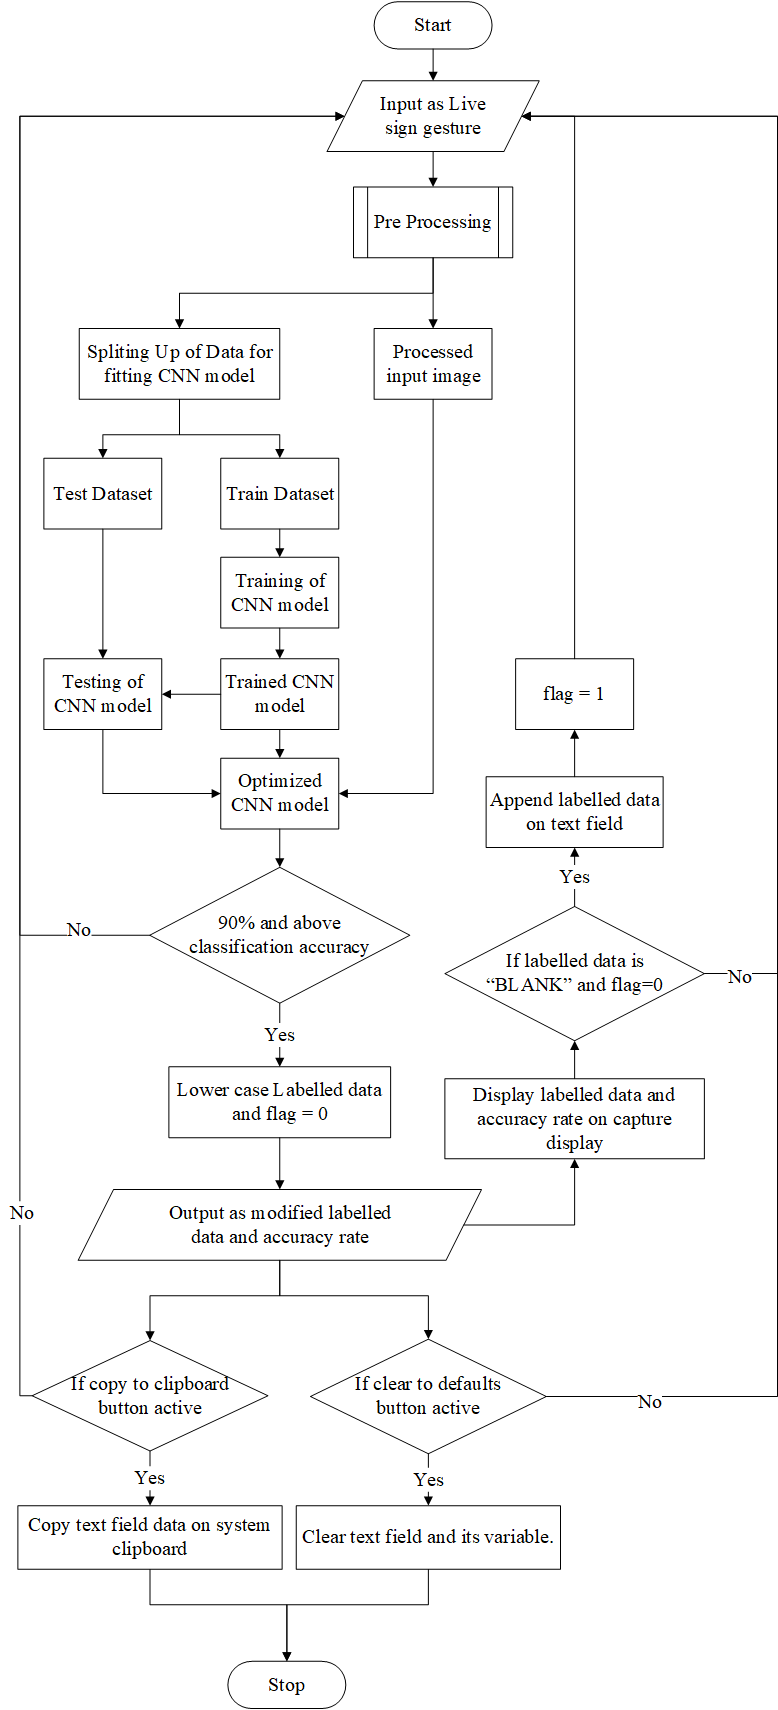 Start
Input as Live
sign gesture
Pre Processing
Spliting Up of Data for
fitting CNN model
Processed
input image
Test Dataset
Train Dataset
Training of
CNN model
Testing of
CNN model
Trained CNN
model
flag = 1
Optimized
CNN model
Append labelled data
on text field
Yes
90% and above
classification accuracy
No
If labelled data is
“BLANK” and flag=0
No
Yes
Lower case Labelled data
and flag = 0
Display labelled data and
accuracy rate on capture
display
Output as modified labelled
data and accuracy rate
No
If copy to clipboard
button active
If clear to defaults
button active
No
Yes
Yes
Copy text field data on system
clipboard
Clear text field and its variable.
Stop